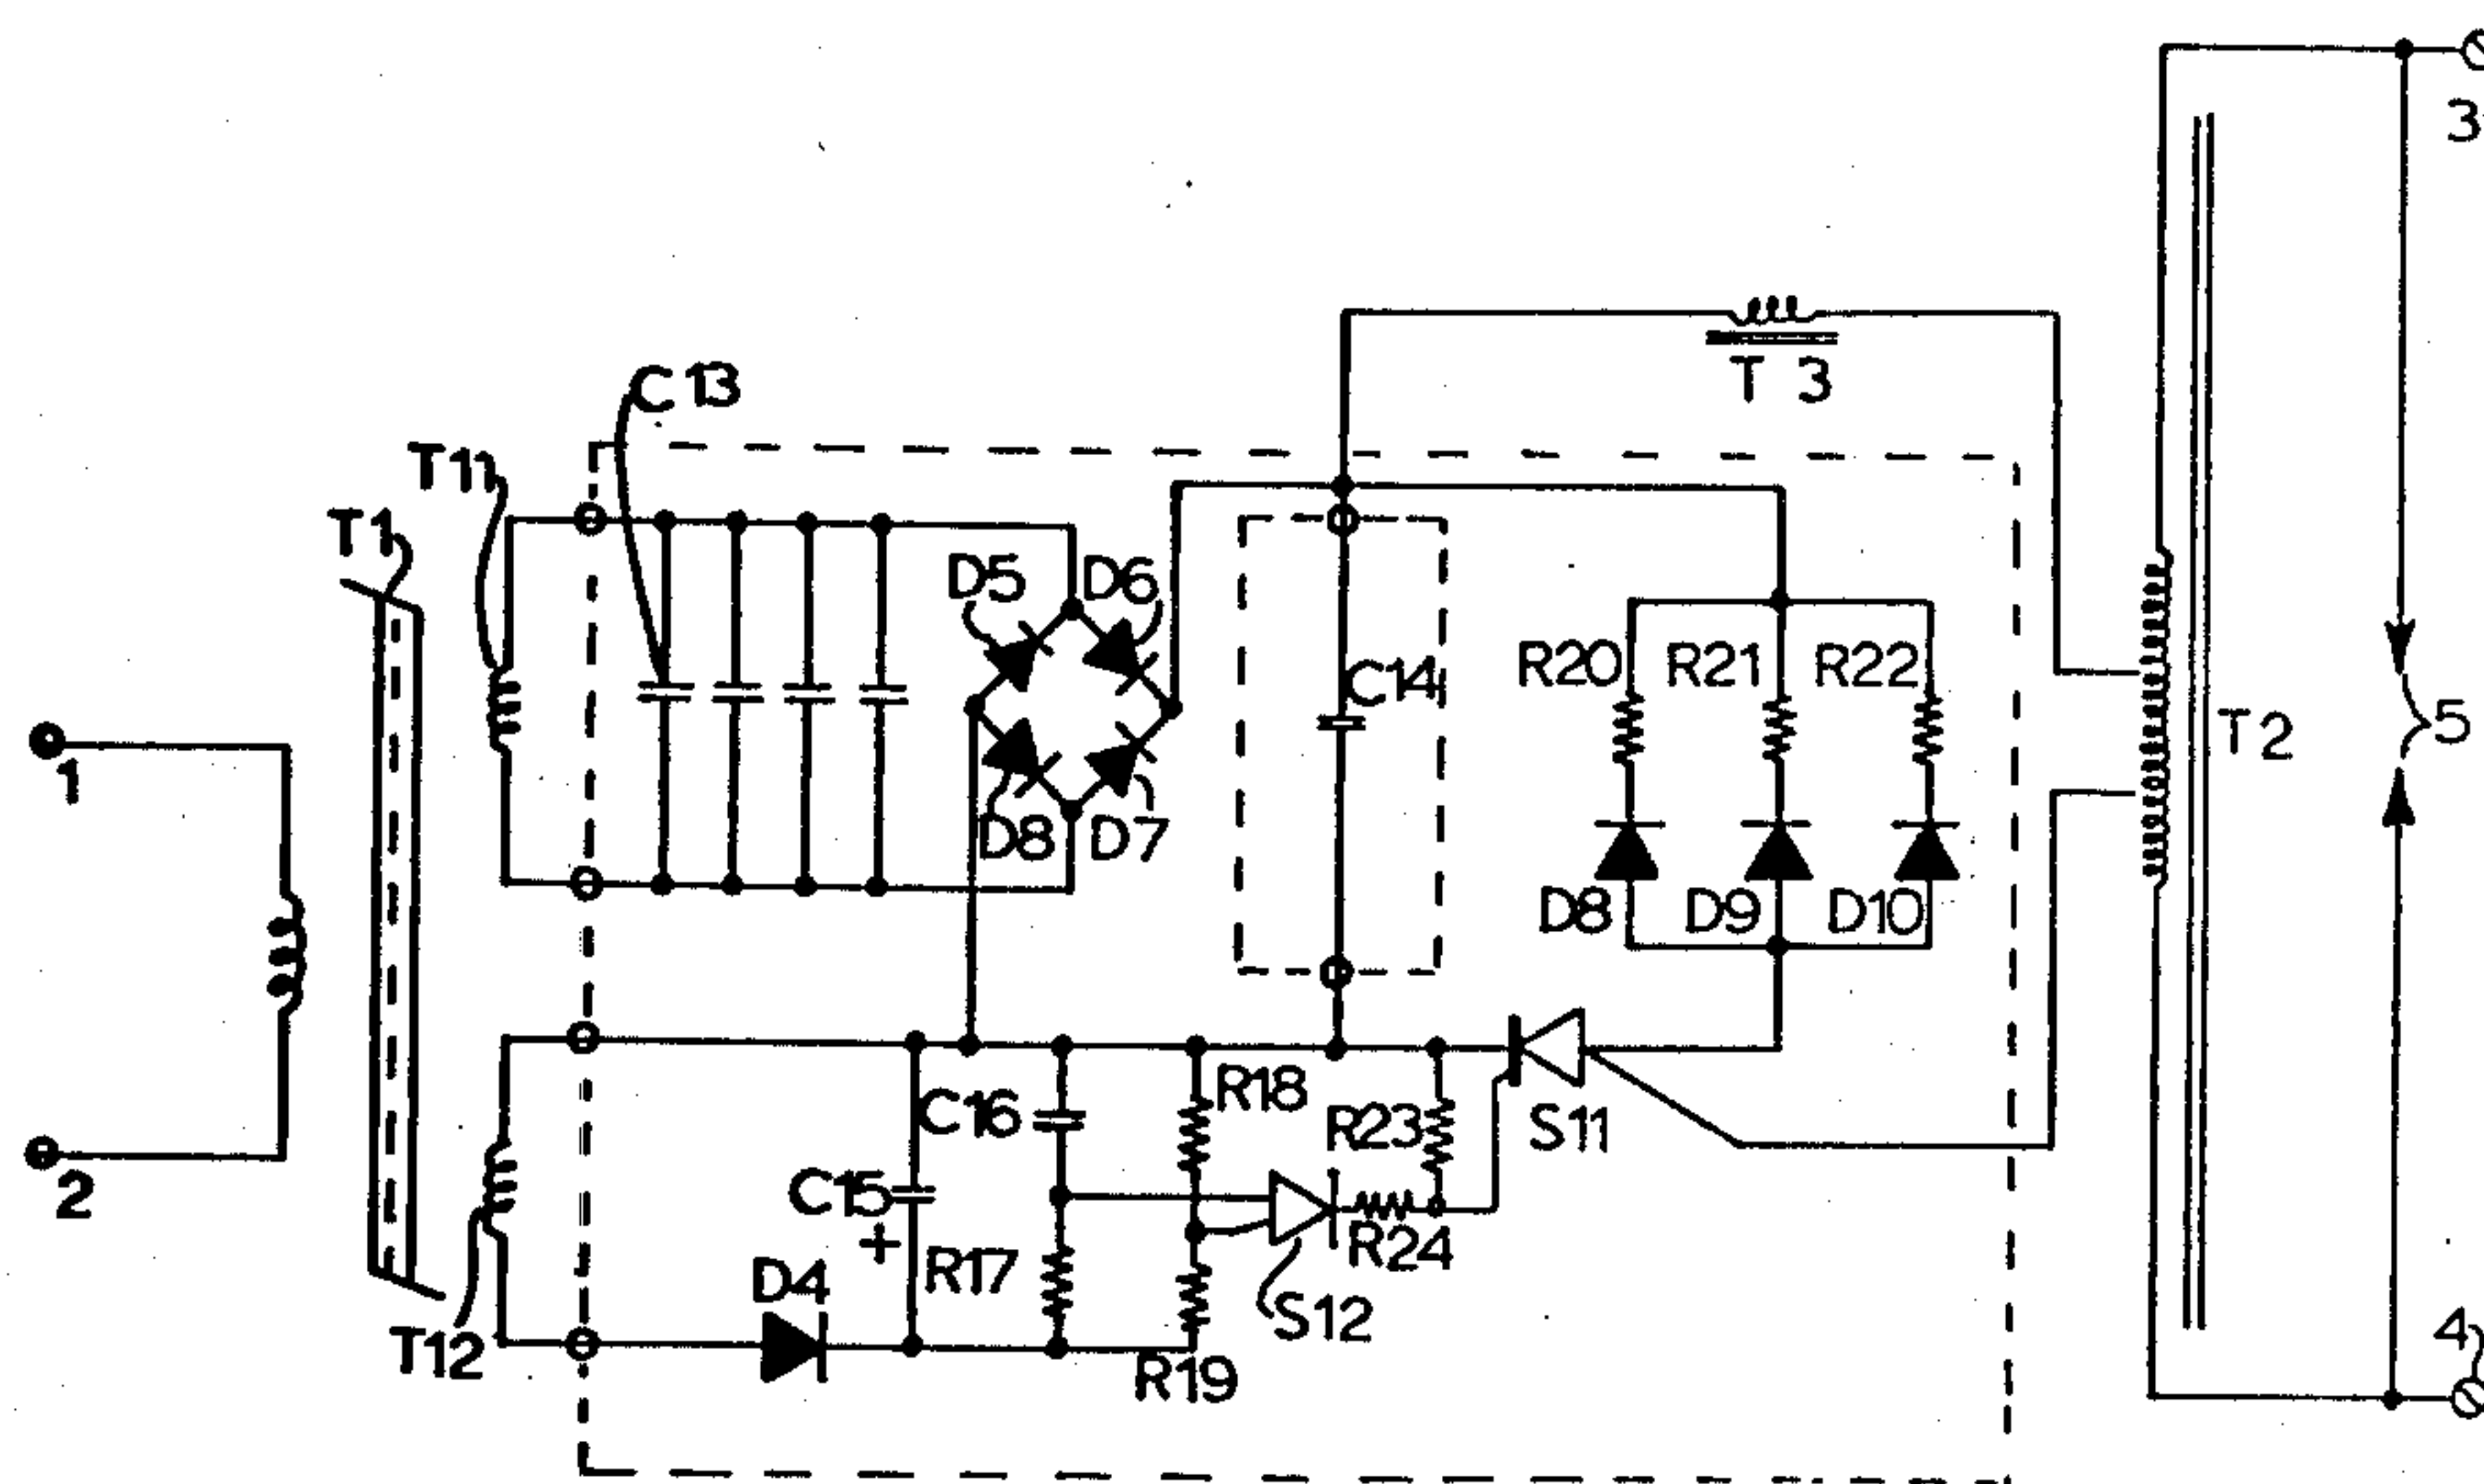 3
T 3
C13
T11
T1
D5
D6
C14
R20
R21
R22
T2
5
1
D8
D7
D8
D9
D10
R18
C16
R23
S11
C15
2
+
R17
R24
D4
S12
T12
R19
4